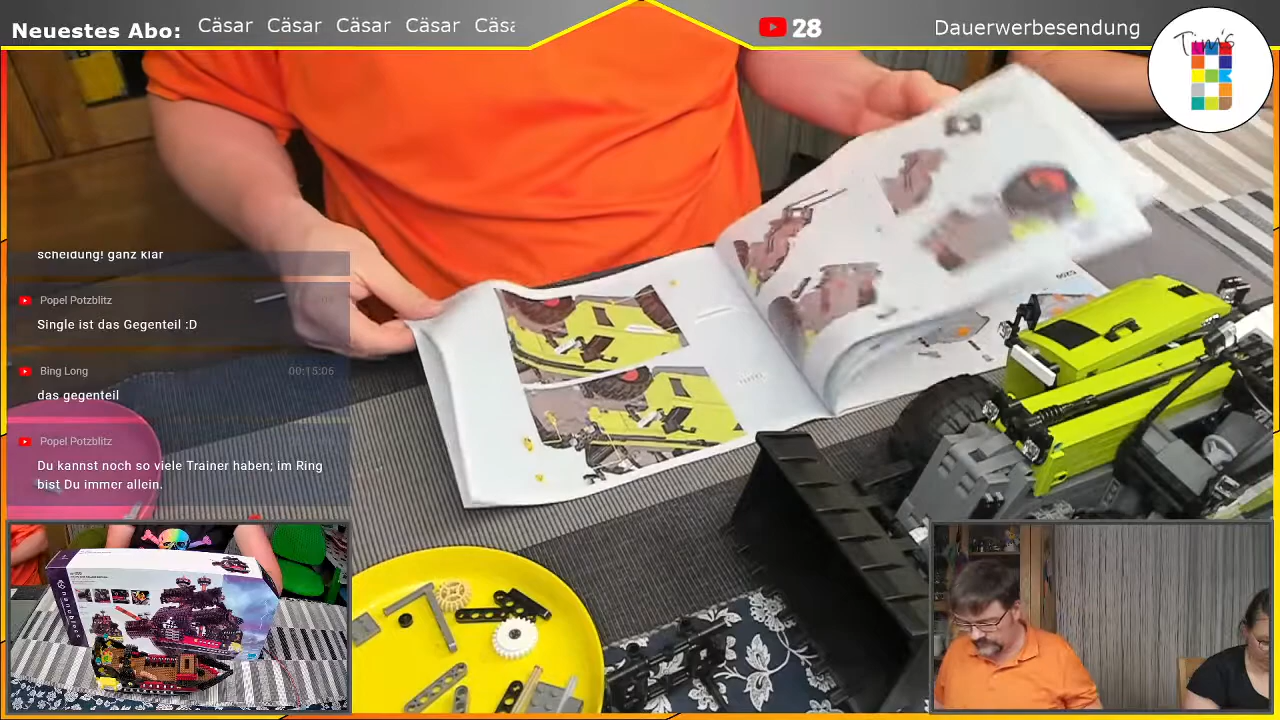 Neuestes Abo:
Cäsar Cäsar Cäsar Cäsar Cäsa
28
Dauerwerbesendung
Tim's
scheidung! ganz klar
Popel Potzblitz
Single ist das Gegenteil :D
Bing Long
00:15:06
das gegenteil
Popel Potzblitz
Du kannst noch so viele Trainer haben; im Ring
bist Du immer allein.